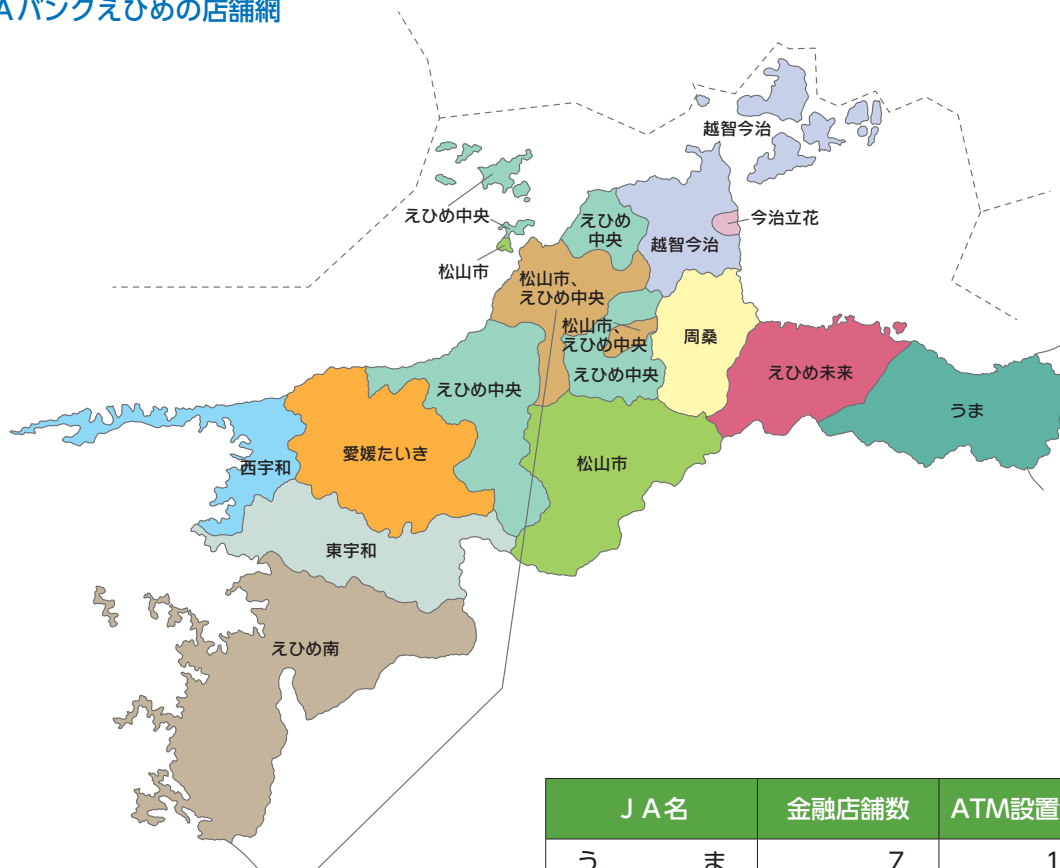 Aバンクえひめの店舗網
越智今治
えひめ中央
えひめ
中央
今治立花
越智今治
松山市
松山市、
えひめ中央
松山市、
えひめ中央
周桑
えひめ中央
えひめ中央
えひめ未来
うま
愛媛たいき
松山市
西宇和
東宇和
えひめ南
JA名 金融店舗数 ATM設置
うま 7 1